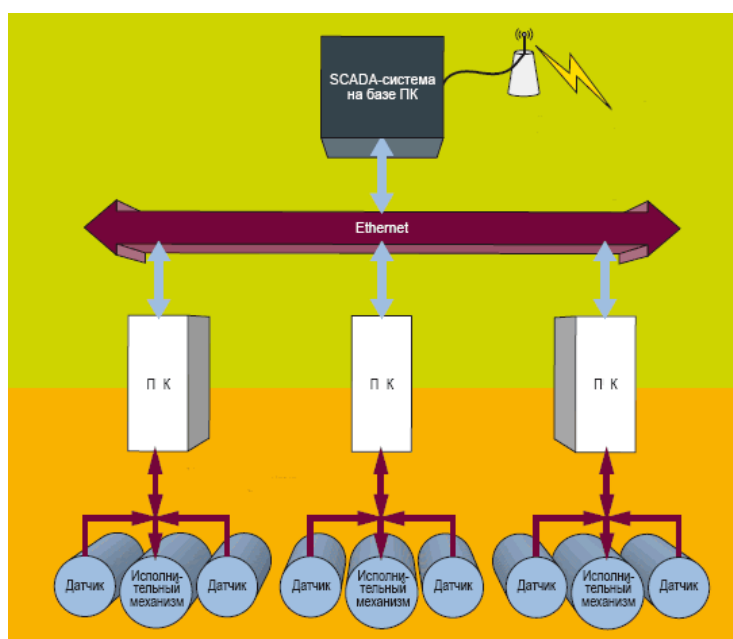 SCADA-система
на базе ПК
Ethernet
П К
П К
П К
Датчик
Исполни-
тельный
механизм
Датчик
Датчик
Исполни-
тельный
механизм
Датчик
Датчик
Исполни-
тельный
механизм
Датчик